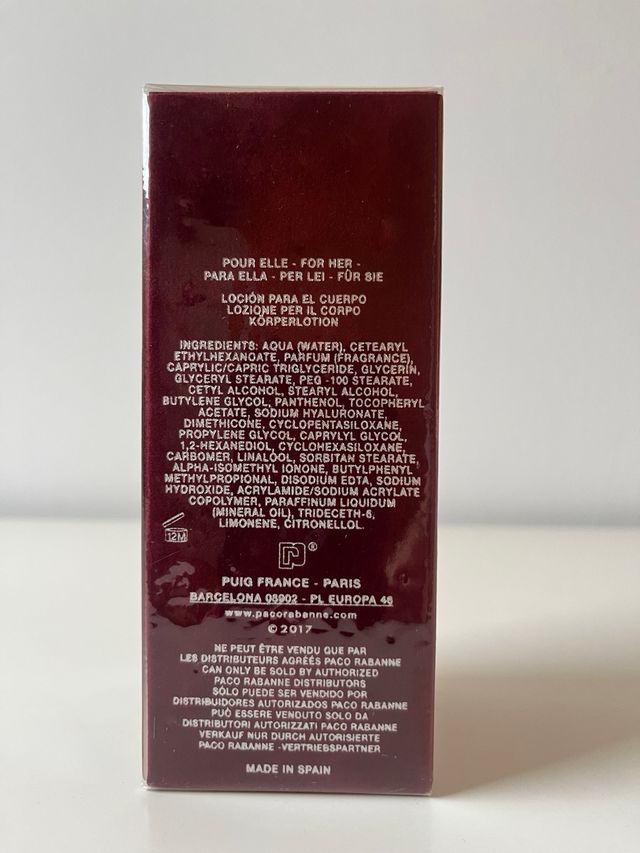 POUR ELLE - FOR HER -
PARA ELLA - PER LEI - FÜR SIE
LOCIÓN PARA EL CUERPO
LOZIONE PER IL CORPO
KÖRPERLOTION
INGREDIENTS: AQUA (WATER), CETEARYL
ETHYLHEXANOATE, PARFUM (FRAGRANCE),
CAPRYLIC/CAPRIC TRIGLYCERIDE, GLYCERIN,
GLYCERYL STEARATE, PEG -100 STEARATE,
CETYL ALCOHOL, STEARYL ALCOHOL,
BUTYLENE GLYCOL, PANTHENOL, TOCOPHERYL
ACETATE, SODIUM HYALURONATE,
DIMETHICONE, CYCLOPENTASILOXANE,
PROPYLENE GLYCOL, CAPRYLYL GLYCOL,
1,2-HEXANEDIOL, CYCLOHEXASILOXANE,
CARBOMER, LINALOOL, SORBITAN STEARATE,
ALPHA-ISOMETHYL IONONE, BUTYLPHENYL
METHYLPROPIONAL, DISODIUM EDTA, SODIUM
HYDROXIDE, ACRYLAMIDE/SODIUM ACRYLATE
COPOLYMER, PARAFFINUM LIQUIDUM
(MINERAL OIL), TRIDECETH-6,
LIMONENE, CITRONELLOL.
12M
®
PUIG FRANCE - PARIS
BARCELONA 08902 - PL EUROPA 46
www.pacorabanne.com
©2017
NE PEUT ÊTRE VENDU QUE PAR
LES DISTRIBUTEURS AGRÉÉS PACO RABANNE
CAN ONLY BE SOLD BY AUTHORIZED
PACO RABANNE DISTRIBUTORS
SÓLO PUEDE SER VENDIDO POR
DISTRIBUIDORES AUTORIZADOS PACO RABANNE
PUÒ ESSERE VENDUTO SOLO DA
DISTRIBUTORI AUTORIZZATI PACO RABANNE
VERKAUF NUR DURCH AUTORISIERTE
PACO RABANNE -VERTRIEBSPARTNER
MADE IN SPAIN